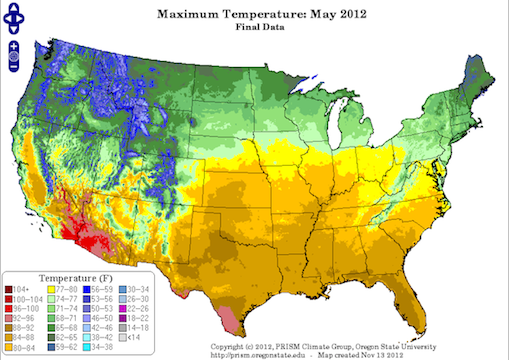 Maximum Temperature: May 2012
Final Data
Temperature (F)
104+ 77-80 56-59 30-34
100-104 74-77 53-56 26-30
96-100 71-74 50-53 22-26
92-96 68-71 46-50 18-22
88-92 65-68 42-46 14-18
84-88 62-65 38-42 <14
80-84 59-62 34-38
Copyright (c) 2012, PRISM Climate Group, Oregon State University
http://prism.oregonstate.edu - Map created Nov 13 2012